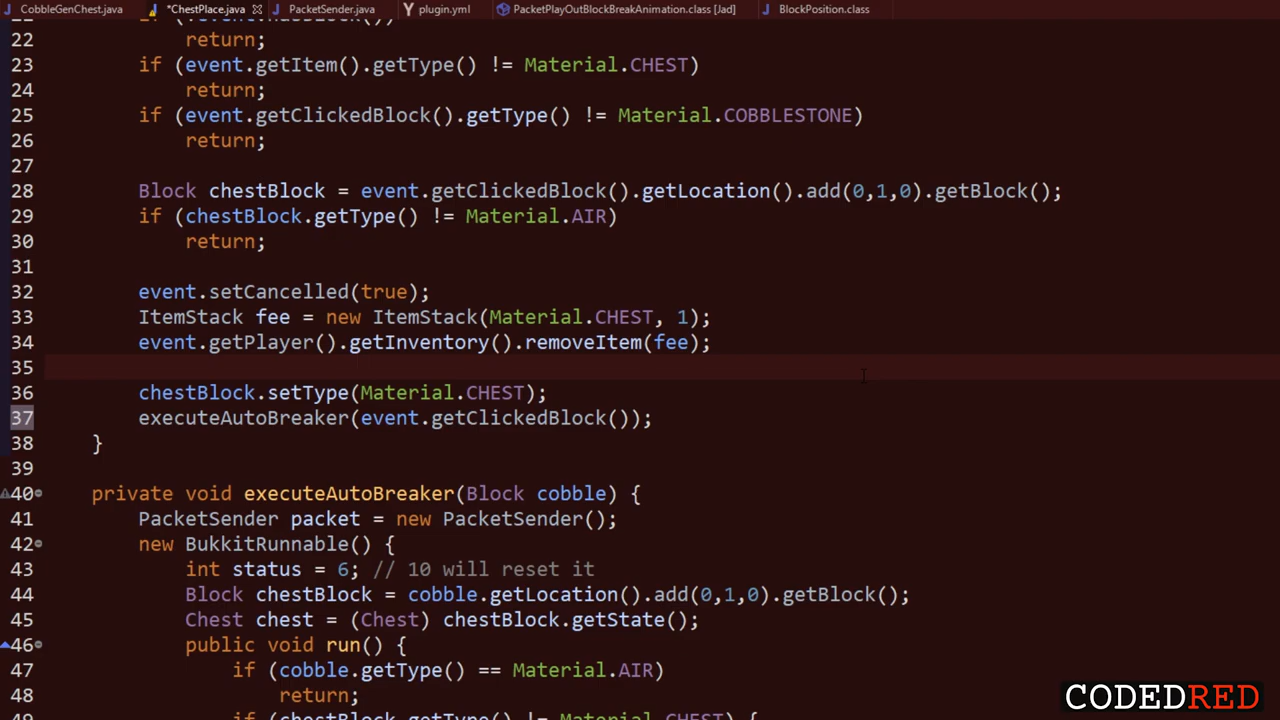 CobbleGenChest.java *ChestPlace.java PacketSender.java plugin.yml PacketPlayOutBlockBreakAnimation.class [Jad] BlockPosition.class
22 return;
23 if (event.getItem().getType() != Material.CHEST)
24 return;
25 if (event.getClickedBlock().getType() != Material.COBBLESTONE)
26 return;
27
28 Block chestBlock = event.getClickedBlock().getLocation().add(0,1,0).getBlock();
29 if (chestBlock.getType() != Material.AIR)
30 return;
31
32 event.setCancelled(true);
33 ItemStack fee = new ItemStack(Material.CHEST, 1);
34 event.getPlayer().getInventory().removeItem(fee);
35
36 chestBlock.setType(Material.CHEST);
37 executeAutoBreaker(event.getClickedBlock());
38 }
39
40 private void executeAutoBreaker(Block cobble) {
41 PacketSender packet = new PacketSender();
42 new BukkitRunnable() {
43 int status = 6; // 10 will reset it
44 Block chestBlock = cobble.getLocation().add(0,1,0).getBlock();
45 Chest chest = (Chest) chestBlock.getState();
46 public void run() {
47 if (cobble.getType() == Material.AIR)
48 return;
if (chestBlock.getType() != Material.CHEST) {
CODEDRED